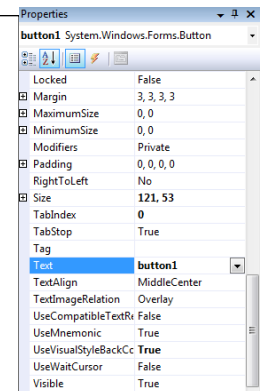 Properties
button1 System.Windows.Forms.Button
Locked False
Margin 3, 3, 3, 3
MaximumSize 0, 0
MinimumSize 0, 0
Modifiers Private
Padding 0, 0, 0, 0
RightToLeft No
Size 121, 53
TabIndex 0
TabStop True
Tag
Text button1
TextAlign MiddleCenter
TextImageRelation Overlay
UseCompatibleTextRe False
UseMnemonic True
UseVisualStyleBackCo True
UseWaitCursor False
Visible True